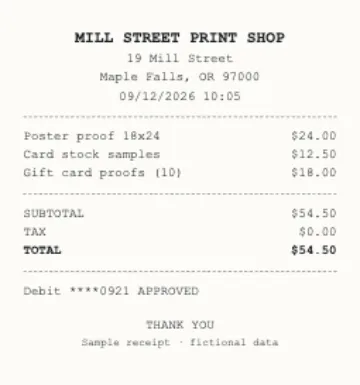 MILL STREET PRINT SHOP
19 Mill Street
Maple Falls, OR 97000
09/12/2026 10:05
Poster proof 18x24 $24.00
Card stock samples $12.50
Gift card proofs (10) $18.00
SUBTOTAL $54.50
TAX $0.00
TOTAL $54.50
Debit ****0921 APPROVED
THANK YOU
Sample receipt · fictional data